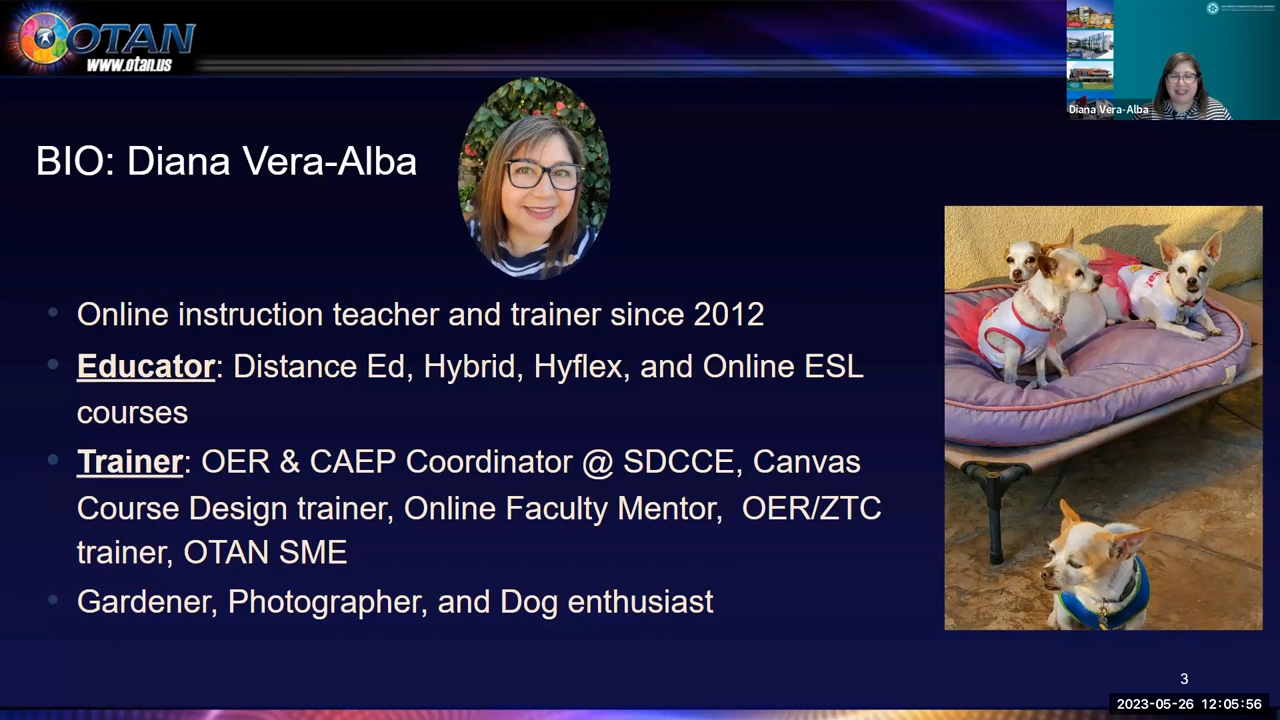 OTAN
www.otan.us
Diana Vera-Alba
BIO: Diana Vera-Alba
• Online instruction teacher and trainer since 2012
• Educator: Distance Ed, Hybrid, Hyflex, and Online ESL
courses
• Trainer: OER & CAEP Coordinator @ SDCCE, Canvas
Course Design trainer, Online Faculty Mentor, OER/ZTC
trainer, OTAN SME
• Gardener, Photographer, and Dog enthusiast
3
2023-05-26 12:05:56